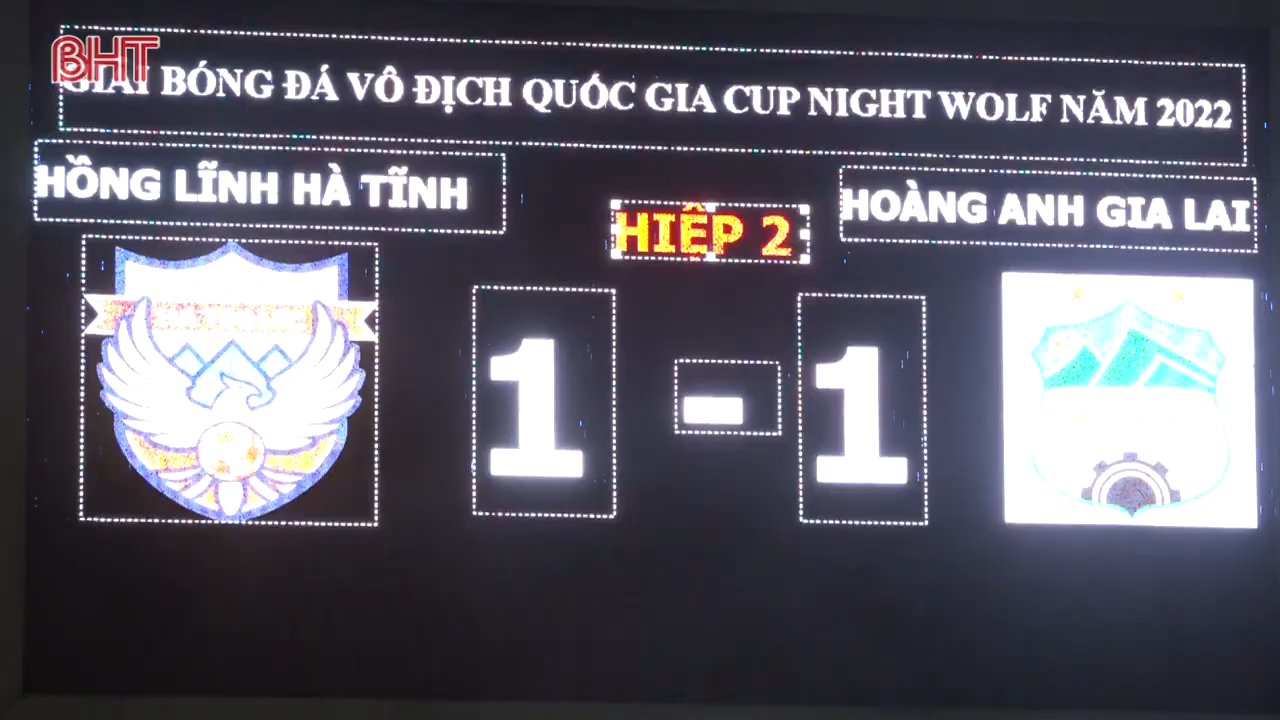 BHT
GIẢI BÓNG ĐÁ VÔ ĐỊCH QUỐC GIA CUP NIGHT WOLF NĂM 2022
HỒNG LĨNH HÀ TĨNH
HIỆP 2
HOÀNG ANH GIA LAI
1 - 1